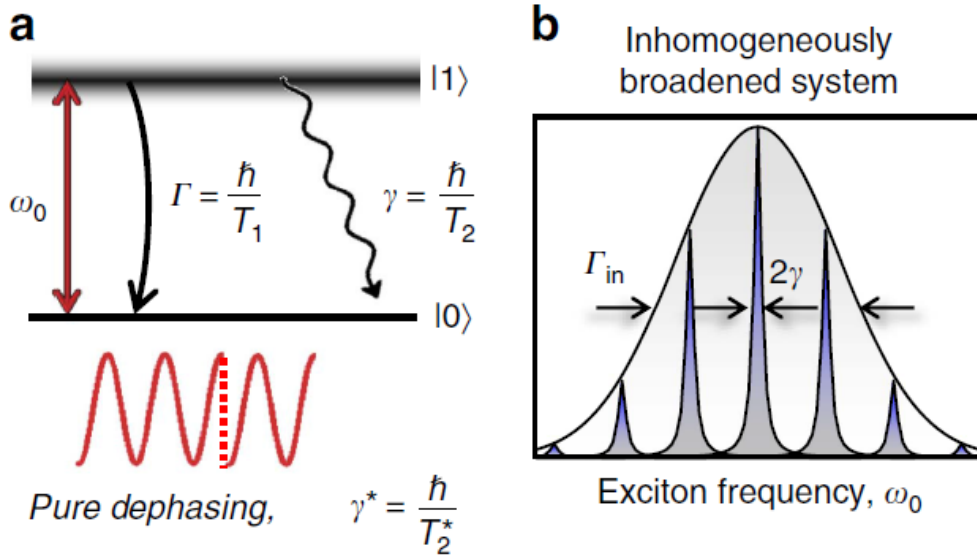 a
|1⟩
ω₀
Γ = ħ/T₁
γ = ħ/T₂
|0⟩
Pure dephasing, γ* = ħ/T₂*
b
Inhomogeneously
broadened system
Γin
2γ
Exciton frequency, ω₀